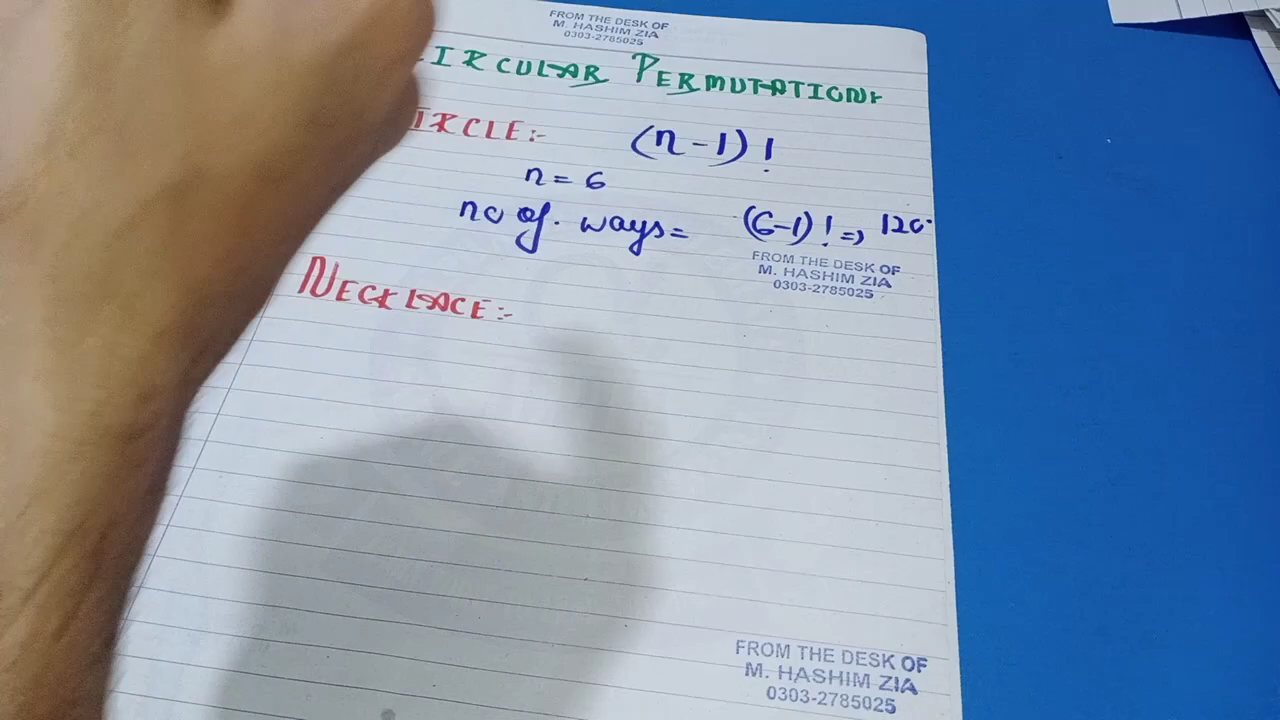 FROM THE DESK OF
M. HASHIM ZIA
0303-2785025
IRCULAR PERMUTATION
IRCLE:- (n-1)!
n = 6
no of. ways = (6-1)! => 120
FROM THE DESK OF
M. HASHIM ZIA
0303-2785025
NECKLACE:-
FROM THE DESK OF
M. HASHIM ZIA
0303-2785025